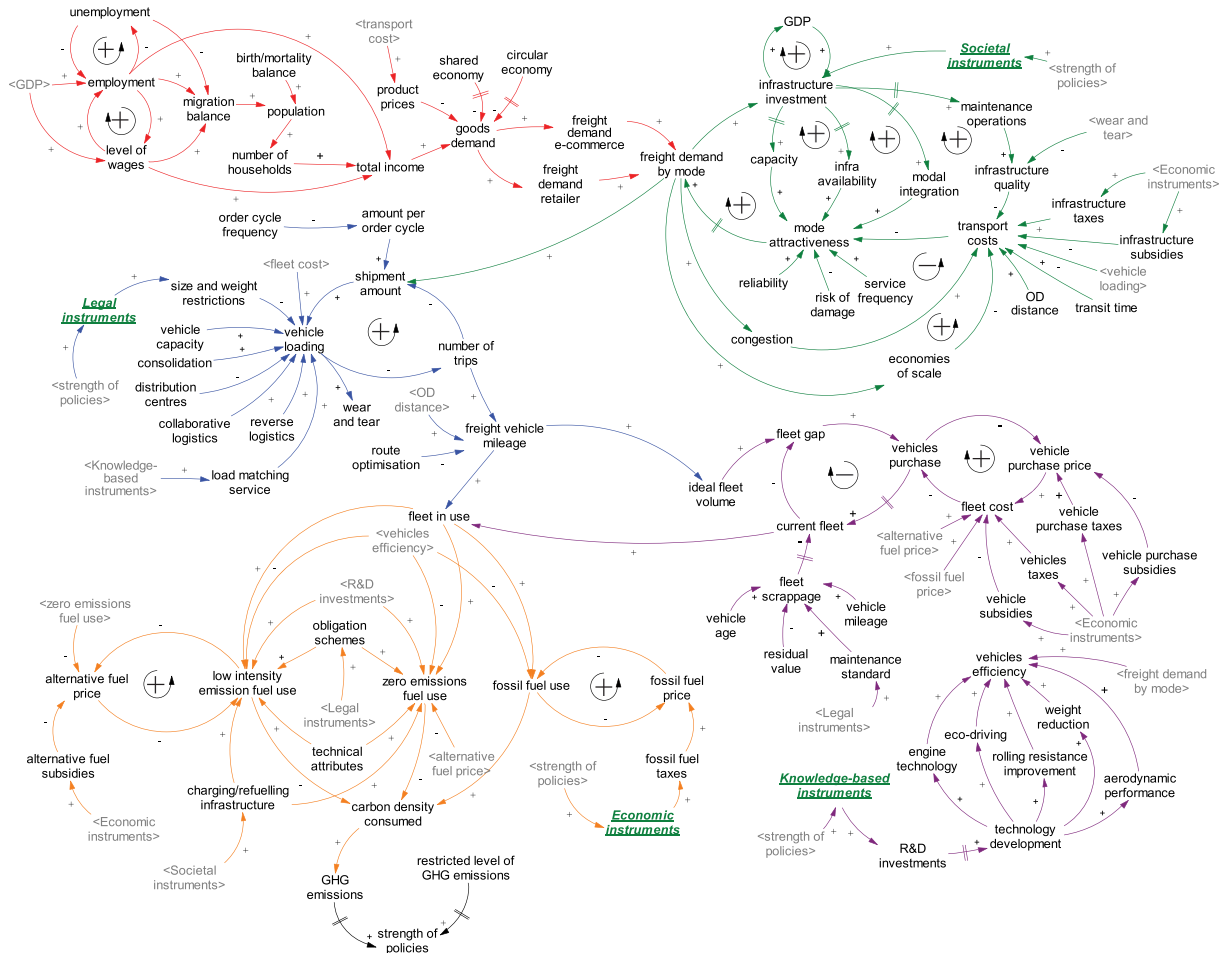 unemployment
<GDP>
employment
birth/mortality
balance
migration
balance
population
level of
wages
number of
households
total income
<transport
cost>
shared
economy
circular
economy
product
prices
goods
demand
freight
demand
e-commerce
freight
demand
retailer
freight demand
by mode
GDP
infrastructure
investment
Societal
instruments
<strength of
policies>
maintenance
operations
<wear and
tear>
capacity
infra
availability
modal
integration
infrastructure
quality
<Economic
instruments>
infrastructure
taxes
infrastructure
subsidies
mode
attractiveness
transport
costs
reliability
risk of
damage
service
frequency
<vehicle
loading>
OD
distance
transit time
congestion
economies
of scale
order cycle
frequency
amount per
order cycle
<fleet cost>
shipment
amount
size and weight
restrictions
Legal
instruments
vehicle
capacity
vehicle
loading
consolidation
<strength of
policies>
distribution
centres
collaborative
logistics
reverse
logistics
wear
and tear
number of
trips
<OD
distance>
freight vehicle
mileage
route
optimisation
<Knowledge-
based
instruments>
load matching
service
ideal fleet
volume
fleet gap
vehicles
purchase
vehicle
purchase price
current fleet
fleet cost
vehicle
purchase taxes
<alternative
fuel price>
<fossil fuel
price>
vehicles
taxes
vehicle purchase
subsidies
vehicle
subsidies
<Economic
instruments>
fleet
scrappage
vehicle
age
vehicle
mileage
residual
value
maintenance
standard
<Legal
instruments>
fleet in use
<vehicles
efficiency>
<R&D
investments>
<zero emissions
fuel use>
obligation
schemes
alternative fuel
price
low intensity
emission fuel use
zero emissions
fuel use
fossil fuel use
fossil fuel
price
<Legal
instruments>
alternative fuel
subsidies
technical
attributes
<alternative
fuel price>
fossil fuel
taxes
<strength of
policies>
charging/refuelling
infrastructure
carbon density
consumed
Economic
instruments
<Economic
instruments>
<Societal
instruments>
GHG
emissions
restricted level of
GHG emissions
strength of
policies
vehicles
efficiency
<freight demand
by mode>
weight
reduction
engine
technology
eco-driving
rolling resistance
improvement
aerodynamic
performance
Knowledge-based
instruments
<strength of
policies>
R&D
investments
technology
development